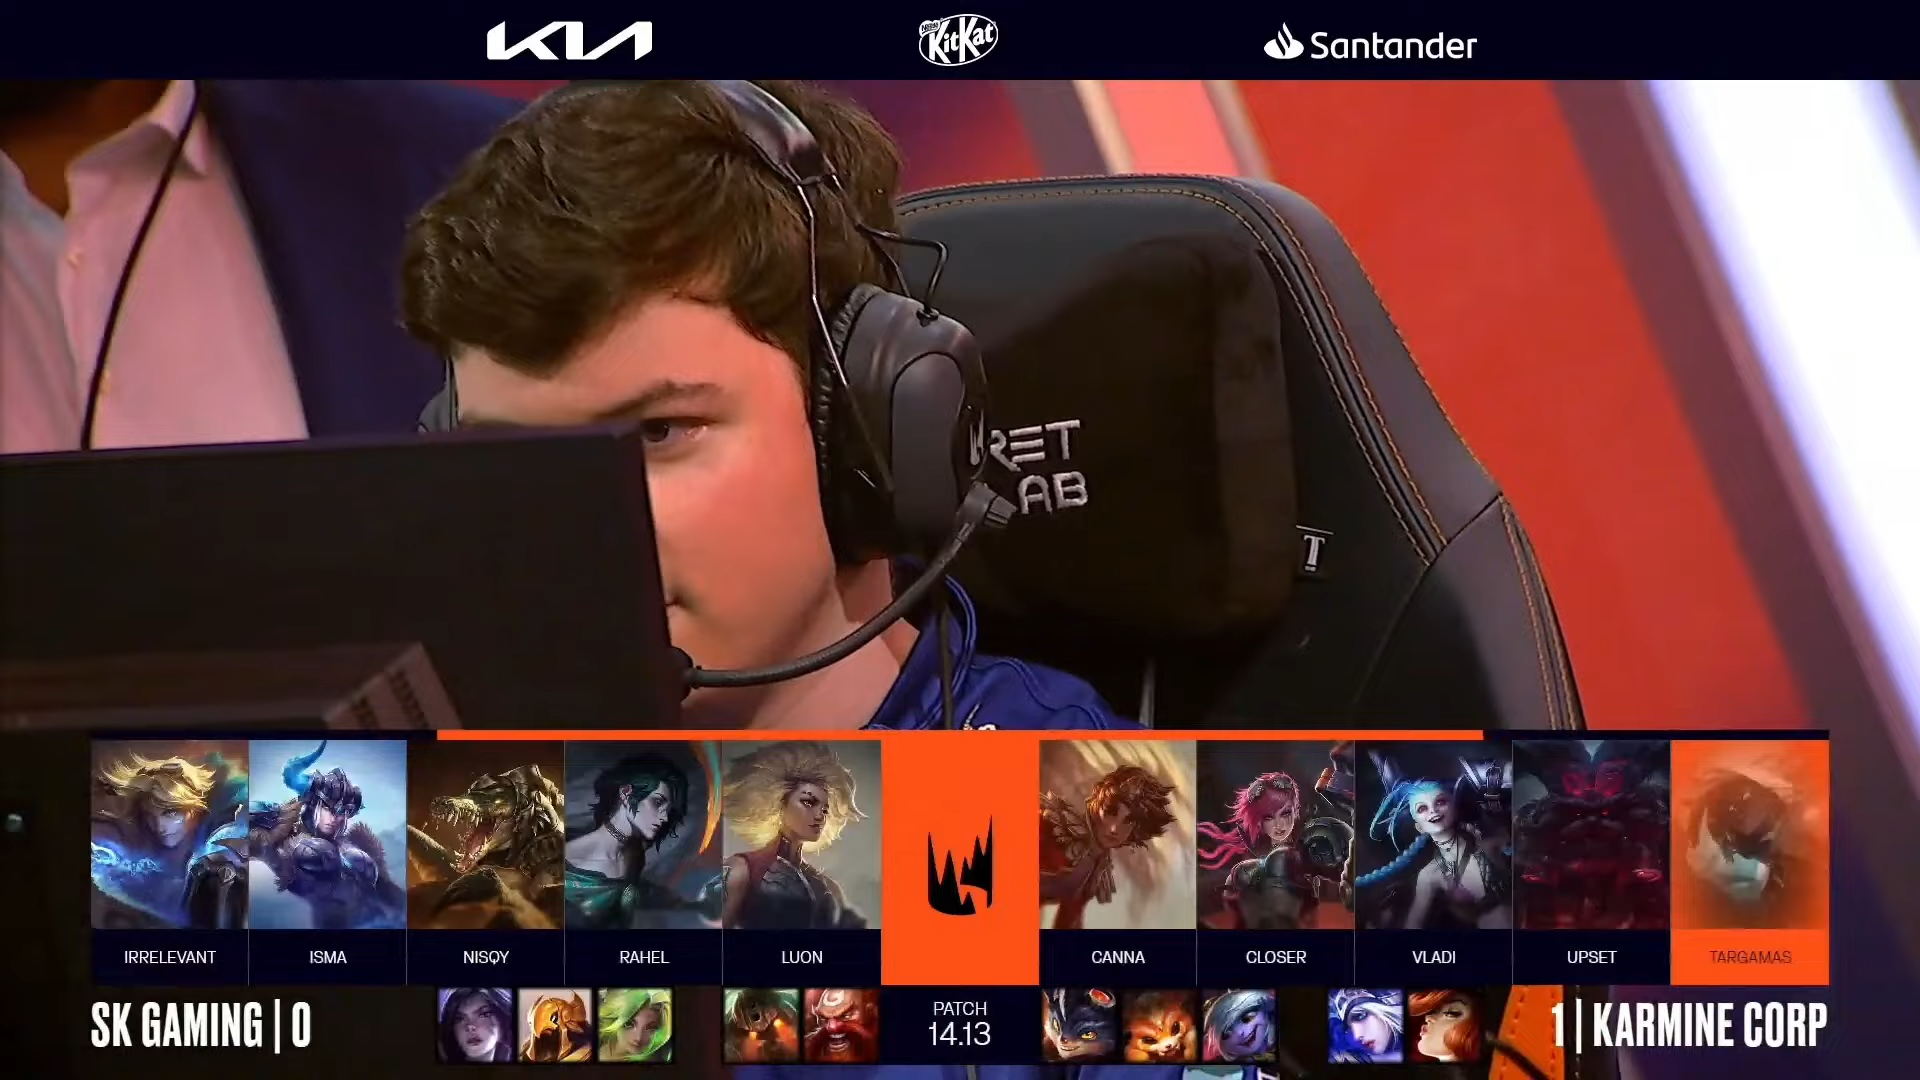 KIA
Nestlé
KitKat
Santander
RET
AB
T
IRRELEVANT
ISMA
NISQY
RAHEL
LUON
CANNA
CLOSER
VLADI
UPSET
TARGAMAS
SK GAMING | 0
PATCH
14.13
1 | KARMINE CORP